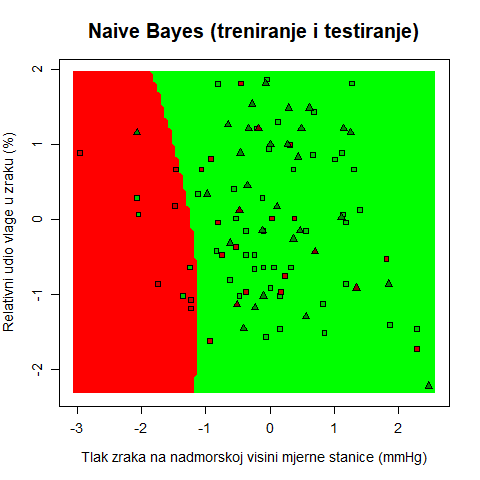 Naive Bayes (treniranje i testiranje)
Relativni udio vlage u zraku (%)
2
1
0
-1
-2
-3 -2 -1 0 1 2
Tlak zraka na nadmorskoj visini mjerne stanice (mmHg)